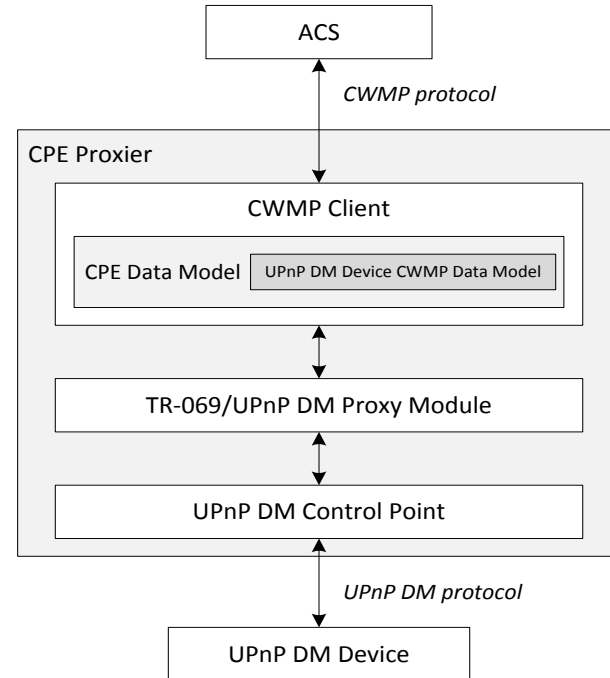 ACS
CWMP protocol
CPE Proxier
CWMP Client
CPE Data Model
UPnP DM Device CWMP Data Model
TR-069/UPnP DM Proxy Module
UPnP DM Control Point
UPnP DM protocol
UPnP DM Device